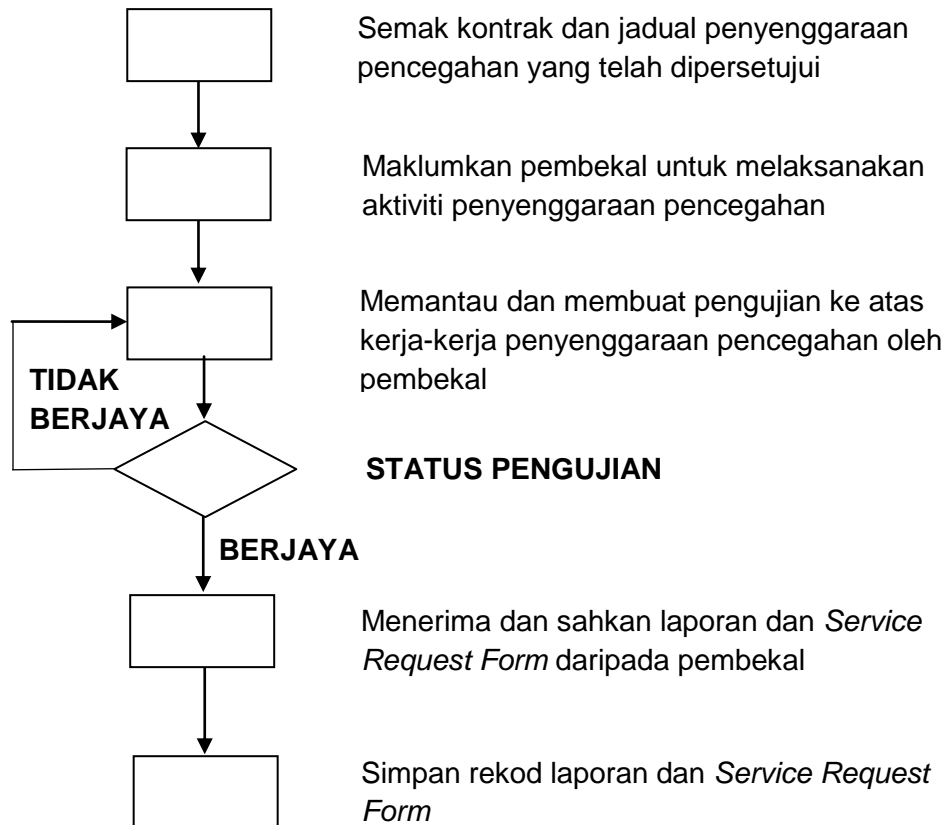 Semak kontrak dan jadual penyenggaraan
pencegahan yang telah dipersetujui
Maklumkan pembekal untuk melaksanakan
aktiviti penyenggaraan pencegahan
Memantau dan membuat pengujian ke atas
kerja-kerja penyenggaraan pencegahan oleh
pembekal
TIDAK
BERJAYA
STATUS PENGUJIAN
BERJAYA
Menerima dan sahkan laporan dan Service
Request Form daripada pembekal
Simpan rekod laporan dan Service Request
Form